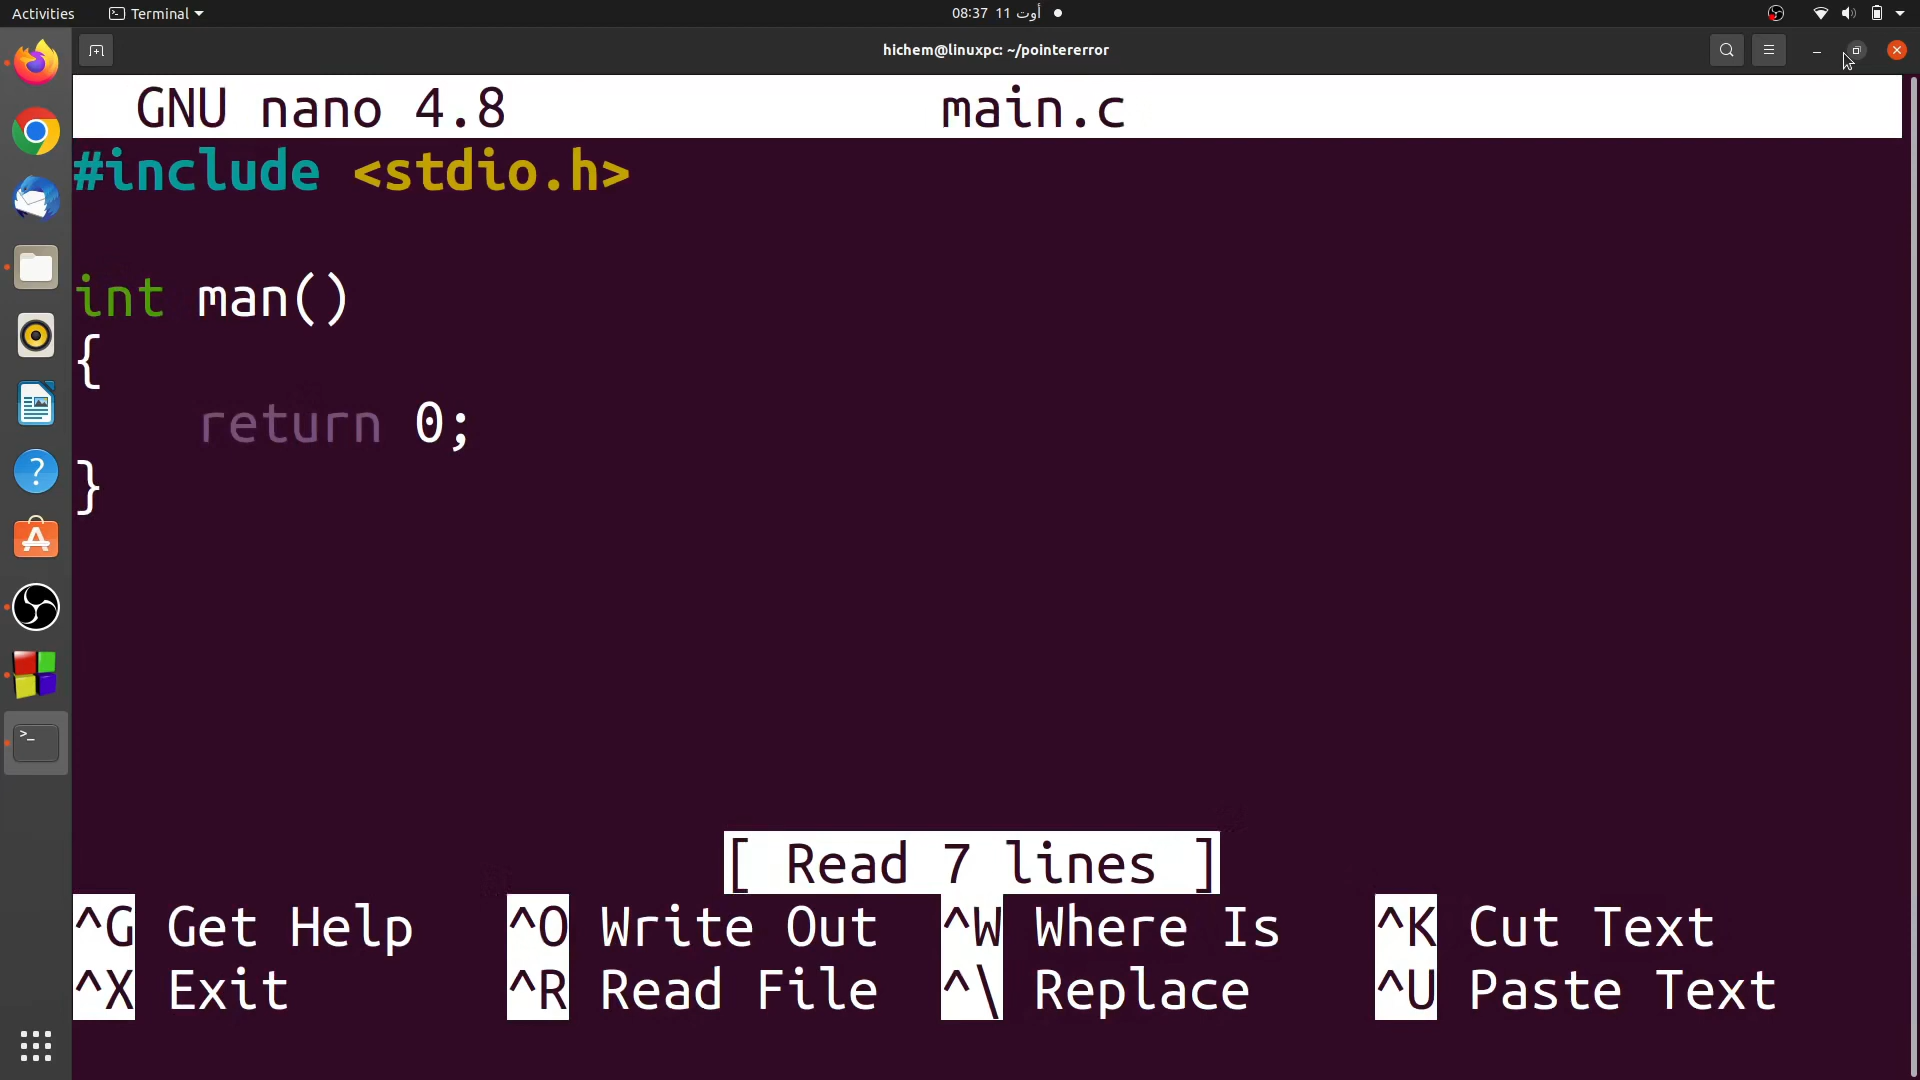 Activities Terminal 08:37 11 أوت
hichem@linuxpc: ~/pointererror
GNU nano 4.8 main.c
#include <stdio.h>
int man()
{
return 0;
}
[ Read 7 lines ]
^G Get Help ^O Write Out ^W Where Is ^K Cut Text
^X Exit ^R Read File ^\ Replace ^U Paste Text